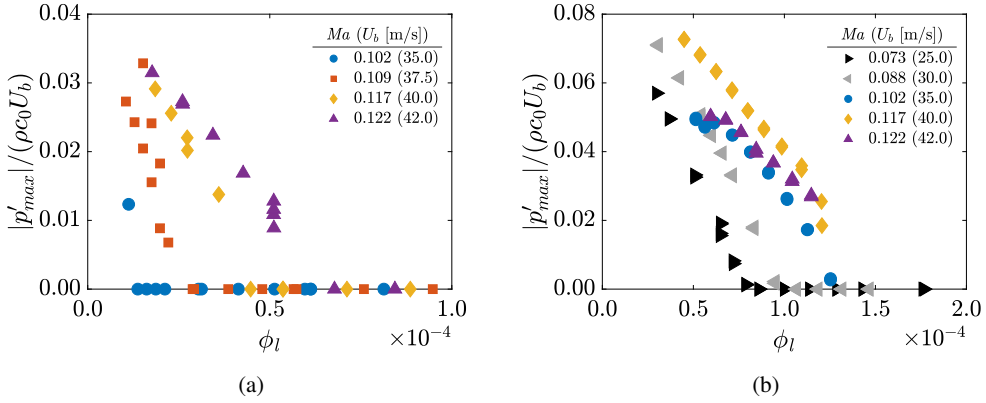 0.04
0.03
0.02
0.01
0.00
|p′max|/(ρc0Ub)
Ma (Ub [m/s])
0.102 (35.0)
0.109 (37.5)
0.117 (40.0)
0.122 (42.0)
0.0 0.5 1.0
ϕl ×10−4
(a)
0.08
0.06
0.04
0.02
0.00
|p′max|/(ρc0Ub)
Ma (Ub [m/s])
0.073 (25.0)
0.088 (30.0)
0.102 (35.0)
0.117 (40.0)
0.122 (42.0)
0.0 0.5 1.0 1.5 2.0
ϕl ×10−4
(b)